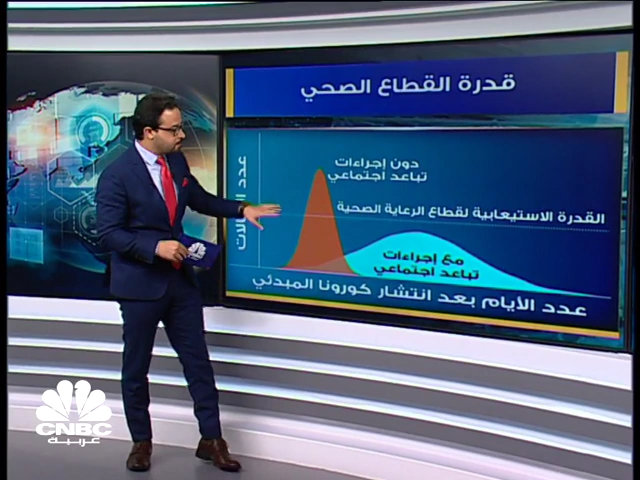 قدرة القطاع الصحي
دون إجراءات
تباعد اجتماعي
القدرة الاستيعابية لقطاع الرعاية الصحية
مع إجراءات
تباعد اجتماعي
عدد
عدد الأيام بعد انتشار كورونا المبدئي
CNBC
عربية